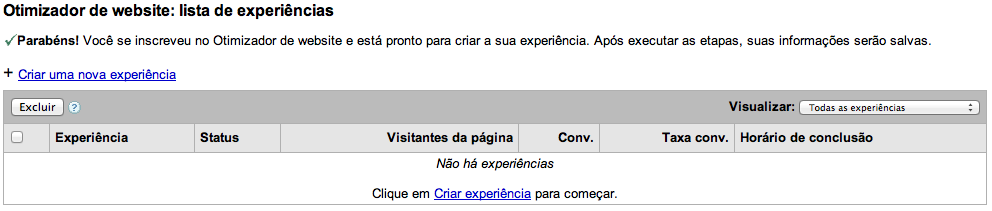 Otimizador de website: lista de experiências
✓Parabéns! Você se inscreveu no Otimizador de website e está pronto para criar a sua experiência. Após executar as etapas, suas informações serão salvas.
+ Criar uma nova experiência
Excluir ? Visualizar: Todas as experiências
Experiência Status Visitantes da página Conv. Taxa conv. Horário de conclusão
Não há experiências
Clique em Criar experiência para começar.